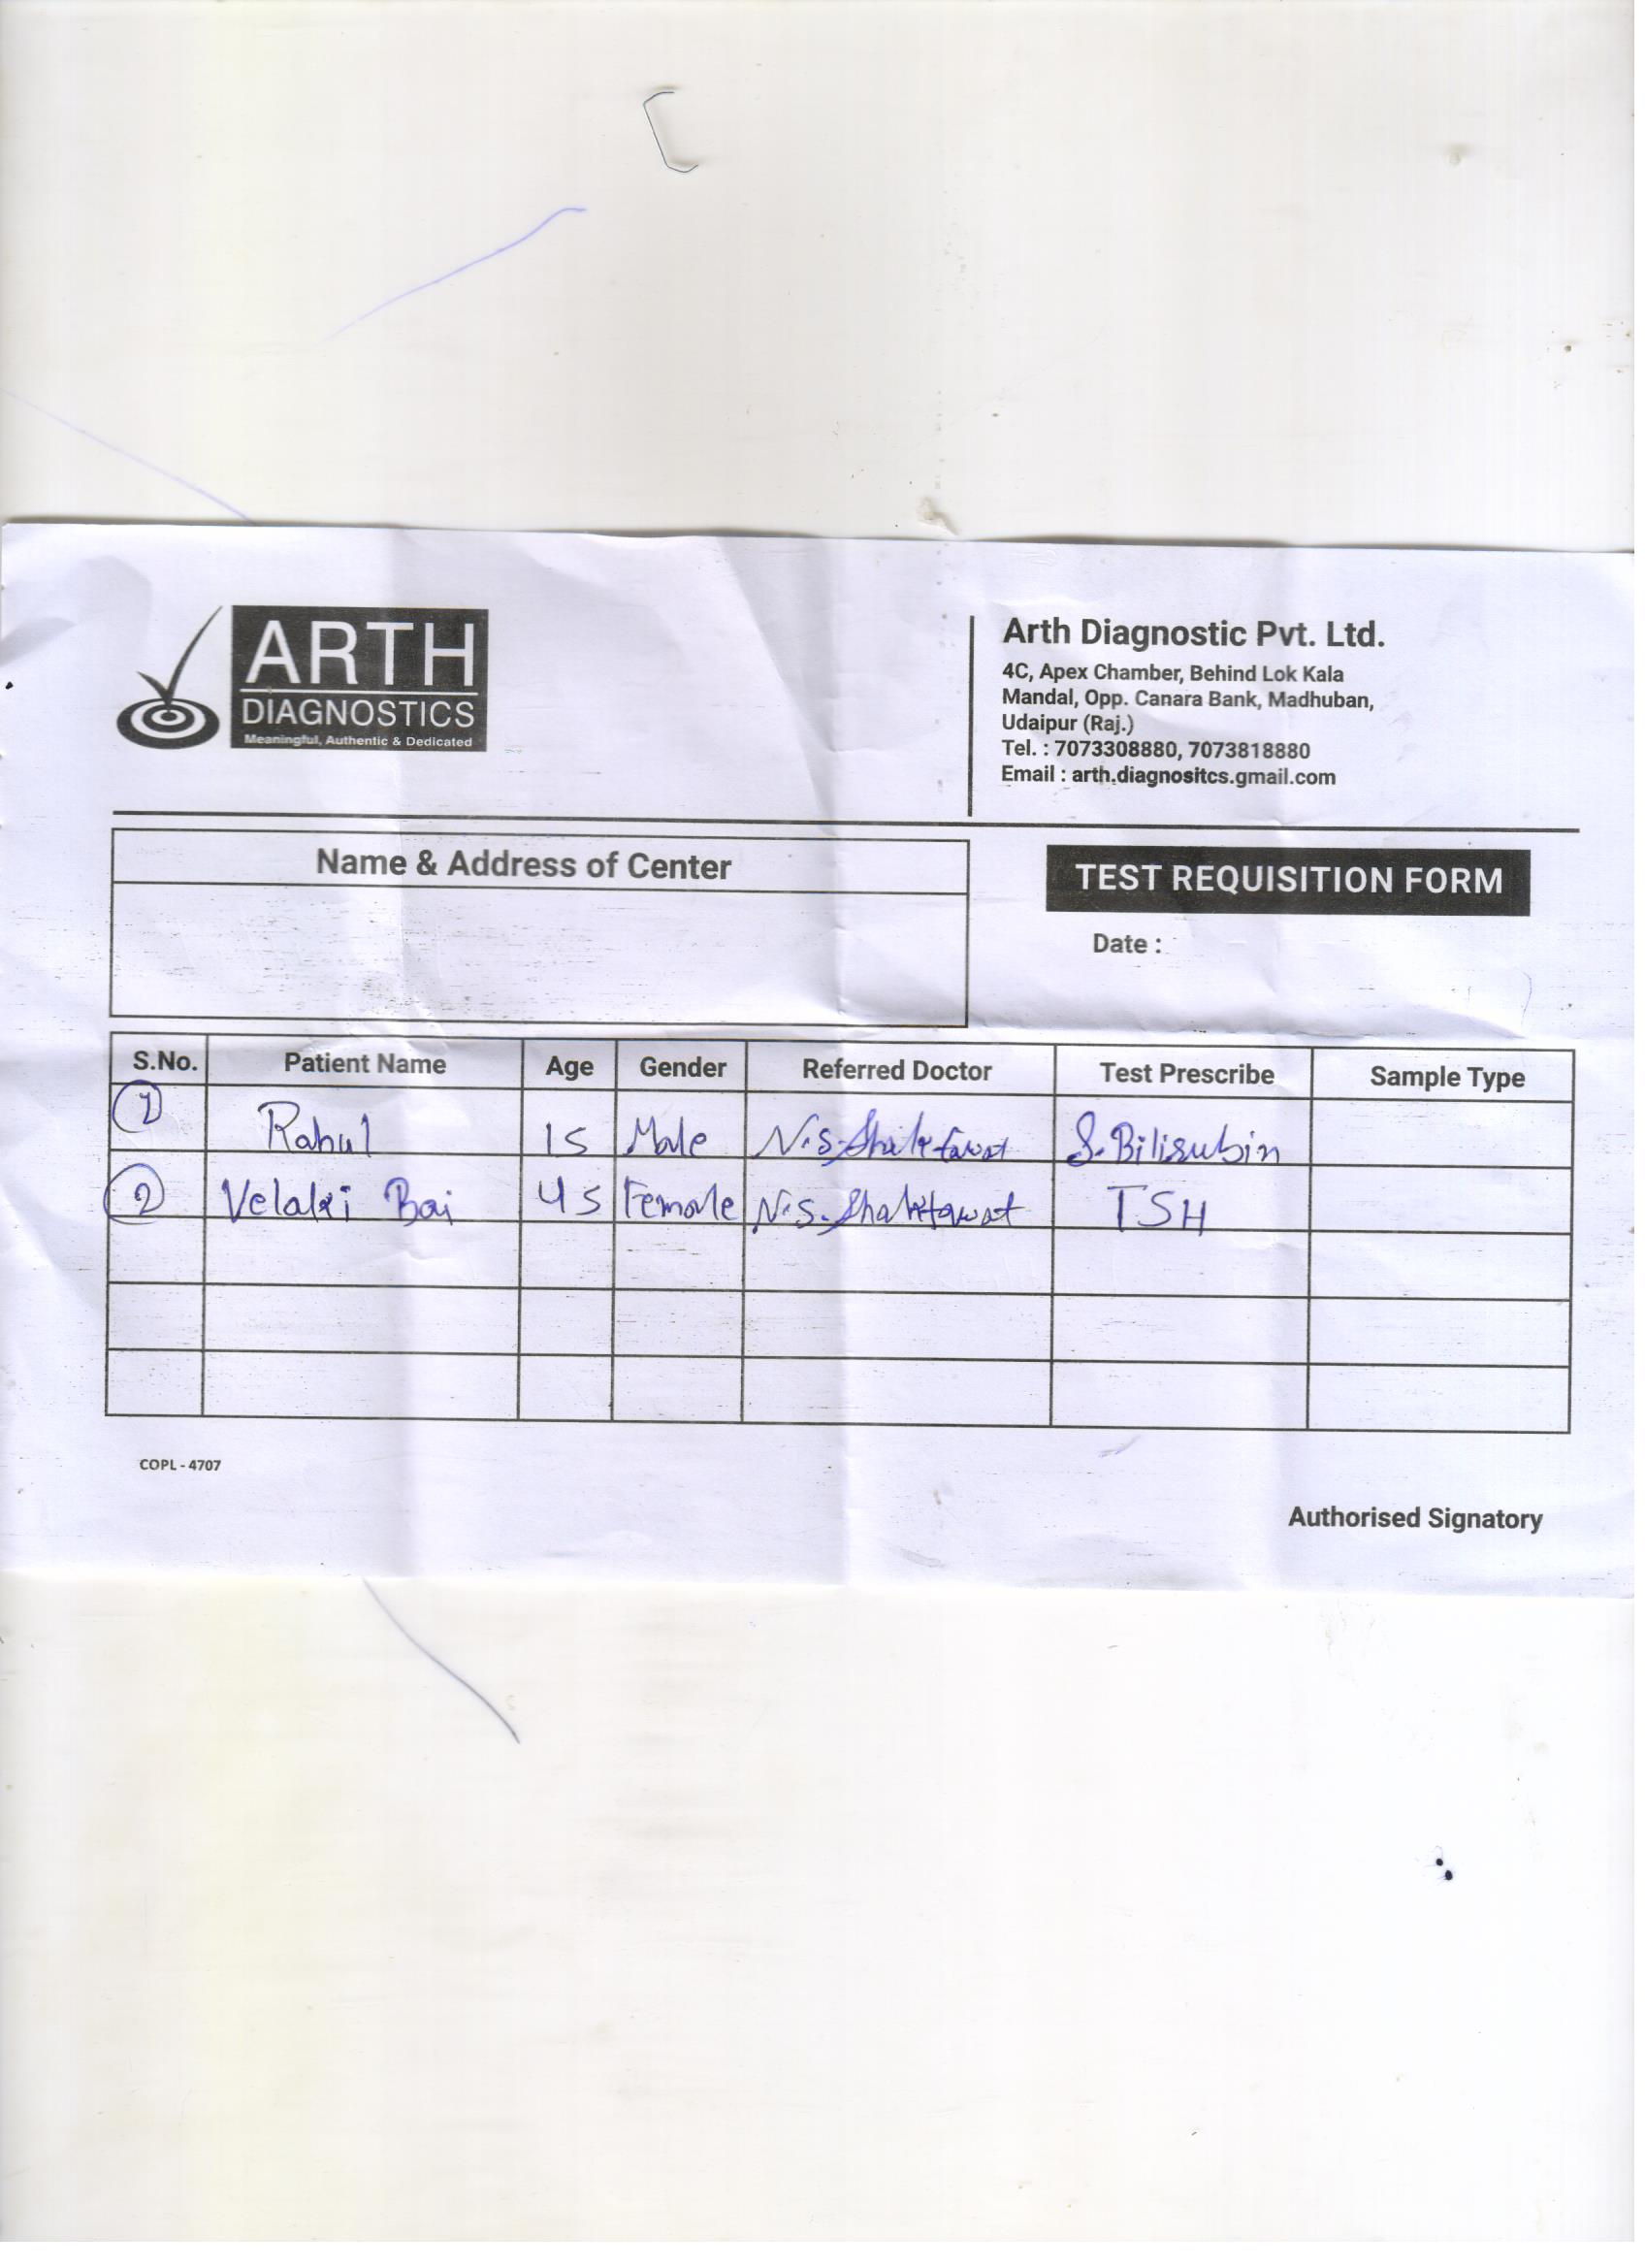 ARTH
DIAGNOSTICS
Meaningful, Authentic & Dedicated
Arth Diagnostic Pvt. Ltd.
4C, Apex Chamber, Behind Lok Kala
Mandal, Opp. Canara Bank, Madhuban,
Udaipur (Raj.)
Tel. : 7073308880, 7073818880
Email : arth.diagnositcs.gmail.com
Name & Address of Center
TEST REQUISITION FORM
Date :
S.No. Patient Name Age Gender Referred Doctor Test Prescribe Sample Type
1 Rahul 15 Male N.S. Shaktawat S. Bilirubin
2 Velaki Bai 45 Female N.S. Shaktawat TSH
COPL - 4707
Authorised Signatory